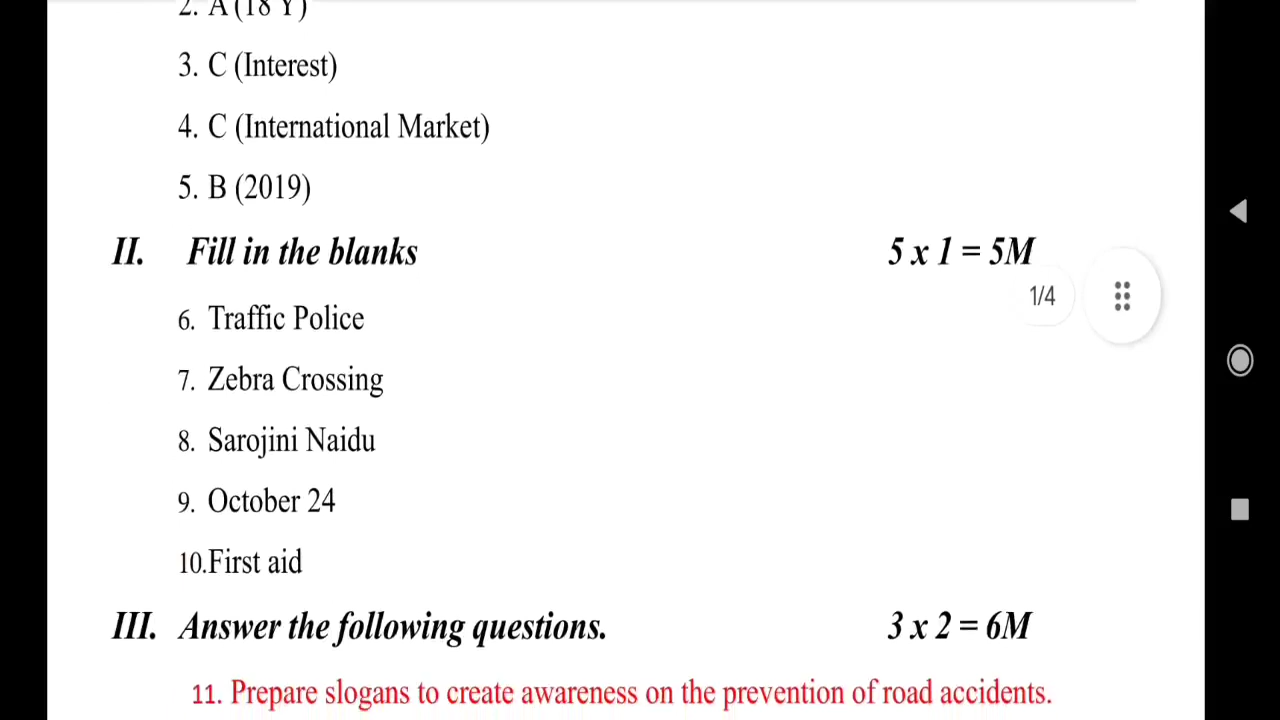 2. A (18 Y)
3. C (Interest)
4. C (International Market)
5. B (2019)
II. Fill in the blanks 5 x 1 = 5M
1/4
6. Traffic Police
7. Zebra Crossing
8. Sarojini Naidu
9. October 24
10.First aid
III. Answer the following questions. 3 x 2 = 6M
11. Prepare slogans to create awareness on the prevention of road accidents.